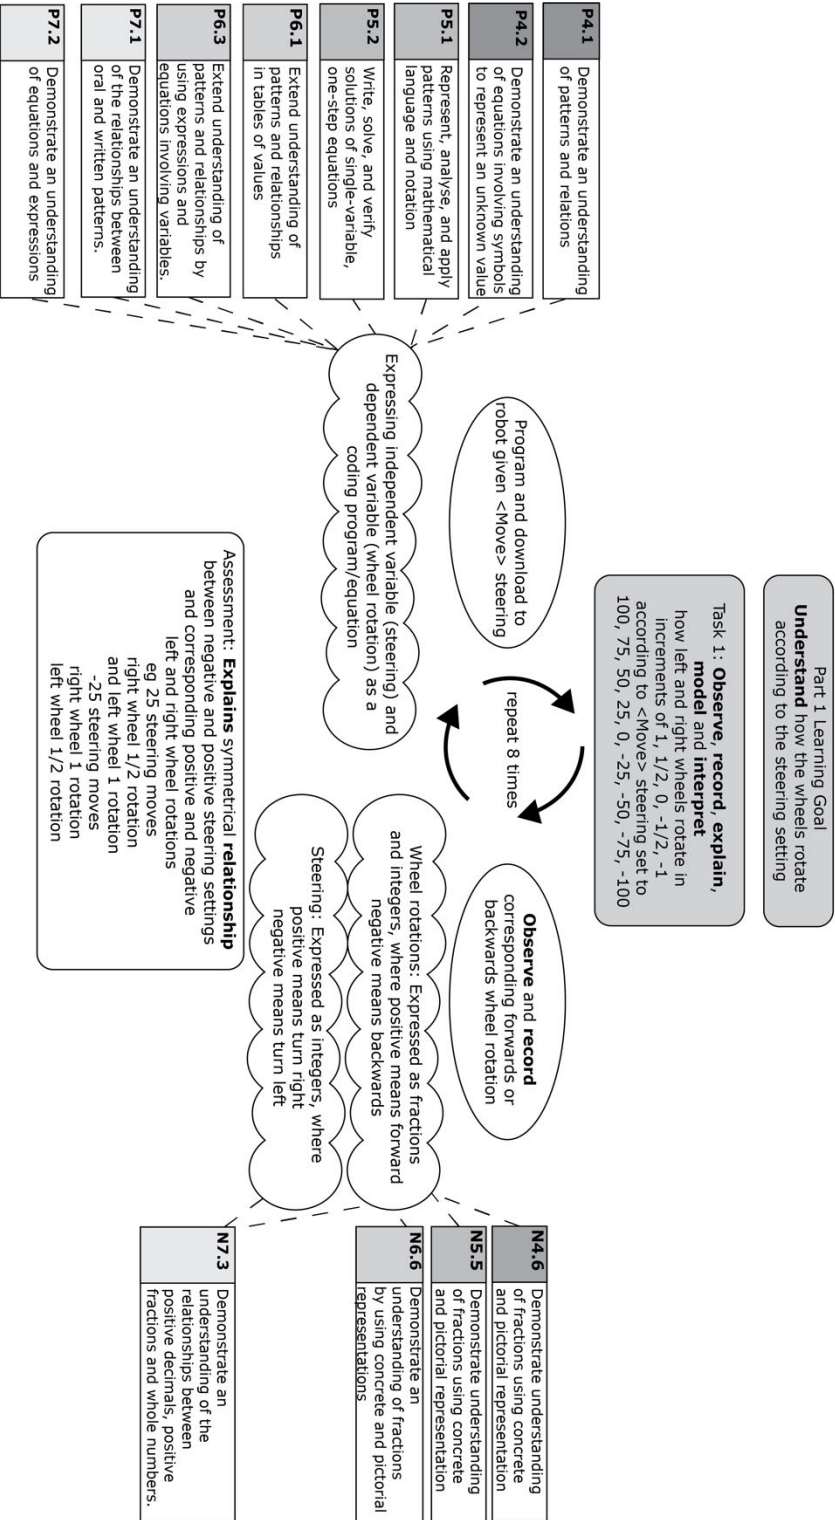 Part 1 Learning Goal
Understand how the wheels rotate
according to the steering setting
Task 1: Observe, record, explain,
model and interpret
how left and right wheels rotate in
increments of 1, 1/2, 0, -1/2, -1
according to <Move> steering set to
100, 75, 50, 25, 0, -25, -50, -75, -100
P4.1
Demonstrate an understanding
of patterns and relations
P4.2
Demonstrate an understanding
of equations involving symbols
to represent an unknown value
P5.1
Represent, analyse, and apply
patterns using mathematical
language and notation
P5.2
Write, solve, and verify
solutions of single-variable,
one-step equations
P6.1
Extend understanding of
patterns and relationships
in tables of values
P6.3
Extend understanding of
patterns and relationships by
using expressions and
equations involving variables.
P7.1
Demonstrate an understanding
of the relationships between
oral and written patterns.
P7.2
Demonstrate an understanding
of equations and expressions
Program and download to
robot given <Move> steering
repeat 8 times
Observe and record
corresponding forwards or
backwards wheel rotation
Expressing independent variable (steering) and
dependent variable (wheel rotation) as a
coding program/equation
Wheel rotations: Expressed as fractions
and integers, where positive means forward
negative means backwards
Steering: Expressed as integers, where
positive means turn right
negative means turn left
Assessment: Explains symmetrical relationship
between negative and positive steering settings
and corresponding positive and negative
left and right wheel rotations
eg 25 steering moves
right wheel 1/2 rotation
and left wheel 1 rotation
-25 steering moves
right wheel 1 rotation
left wheel 1/2 rotation
N4.6
Demonstrate understanding
of fractions using concrete
and pictorial representation
N5.5
Demonstrate understanding
of fractions using concrete
and pictorial representation
N6.6
Demonstrate an
understanding of fractions
by using concrete and pictorial
representations
N7.3
Demonstrate an
understanding of the
relationships between
positive decimals, positive
fractions and whole numbers.